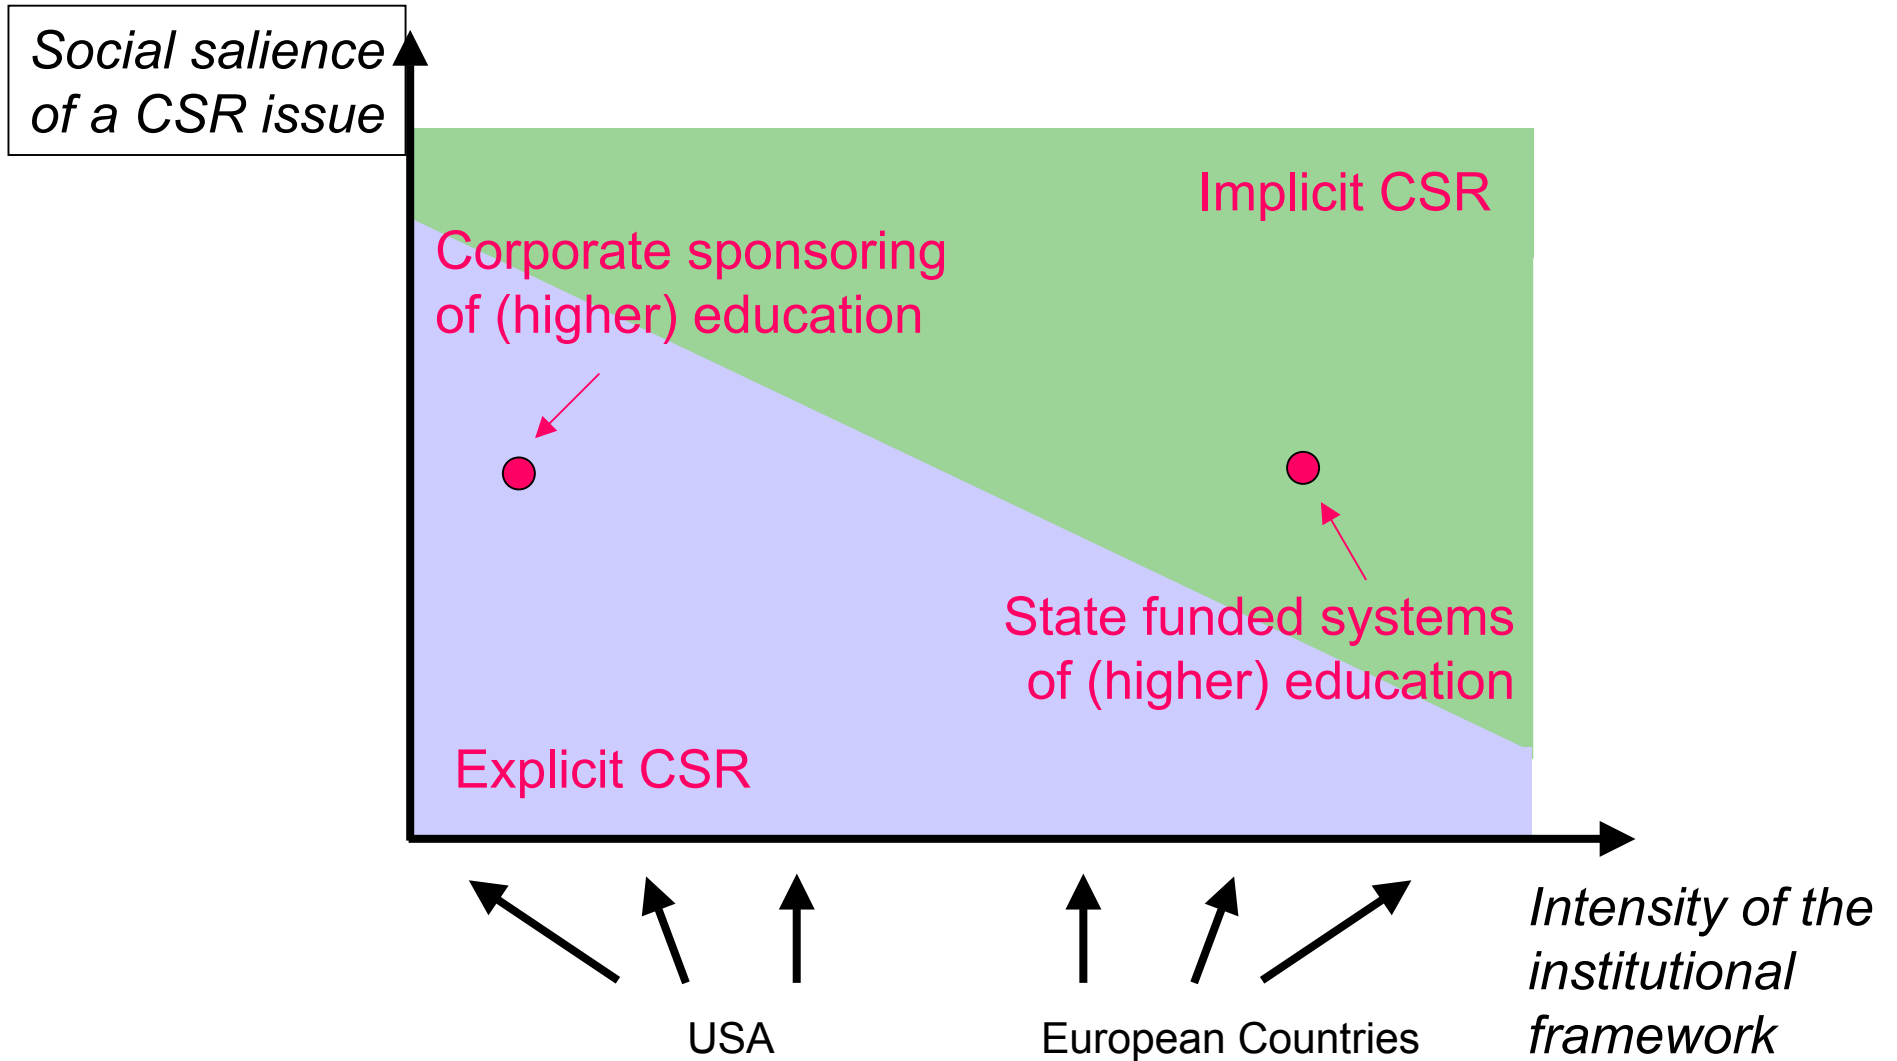 Social salience
of a CSR issue
Implicit CSR
Corporate sponsoring
of (higher) education
State funded systems
of (higher) education
Explicit CSR
Intensity of the
institutional
framework
USA
European Countries